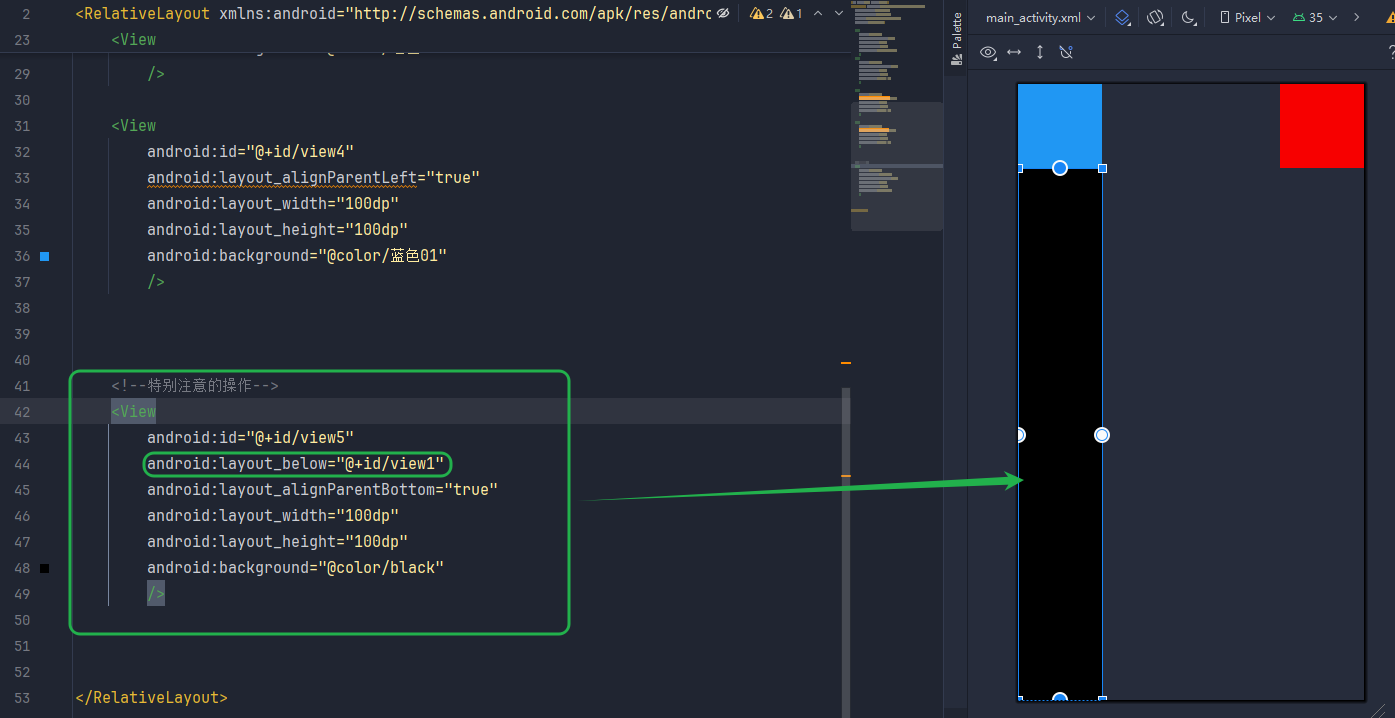 2 <RelativeLayout xmlns:android="http://schemas.android.com/apk/res/andro 2 1
23 <View
29 />
30
31 <View
32 android:id="@+id/view4"
33 android:layout_alignParentLeft="true"
34 android:layout_width="100dp"
35 android:layout_height="100dp"
36 android:background="@color/蓝色01"
37 />
38
39
40
41 <!--特别注意的操作-->
42 <View
43 android:id="@+id/view5"
44 android:layout_below="@+id/view1"
45 android:layout_alignParentBottom="true"
46 android:layout_width="100dp"
47 android:layout_height="100dp"
48 android:background="@color/black"
49 />
50
51
52
53 </RelativeLayout>
Palette
main_activity.xml Pixel 35
?